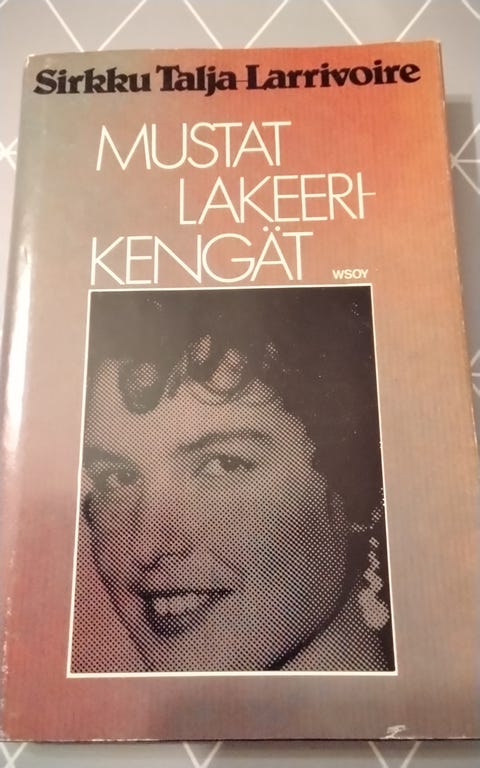 Sirkku Talja-Larrivoire
MUSTAT
LAKEERI-
KENGÄT
WSOY